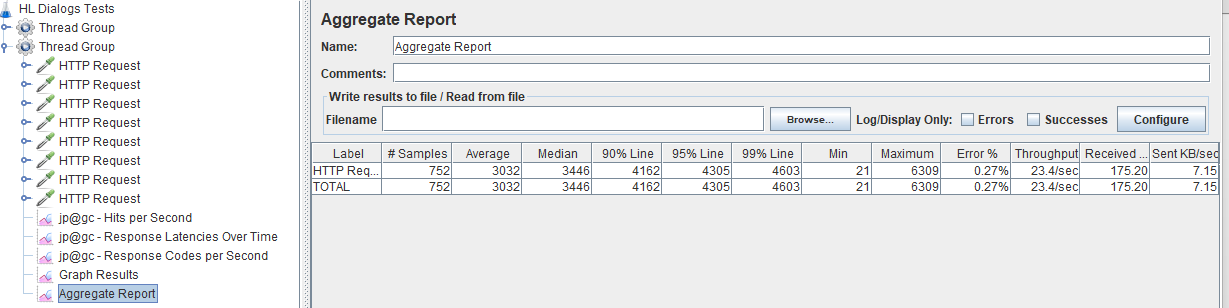 HL Dialogs Tests
Thread Group
Thread Group
HTTP Request
HTTP Request
HTTP Request
HTTP Request
HTTP Request
HTTP Request
HTTP Request
HTTP Request
jp@gc - Hits per Second
jp@gc - Response Latencies Over Time
jp@gc - Response Codes per Second
Graph Results
Aggregate Report
Aggregate Report
Name: Aggregate Report
Comments:
Write results to file / Read from file
Filename Browse... Log/Display Only: Errors Successes Configure
Label # Samples Average Median 90% Line 95% Line 99% Line Min Maximum Error % Throughput Received ... Sent KB/sec
HTTP Req... 752 3032 3446 4162 4305 4603 21 6309 0.27% 23.4/sec 175.20 7.15
TOTAL 752 3032 3446 4162 4305 4603 21 6309 0.27% 23.4/sec 175.20 7.15